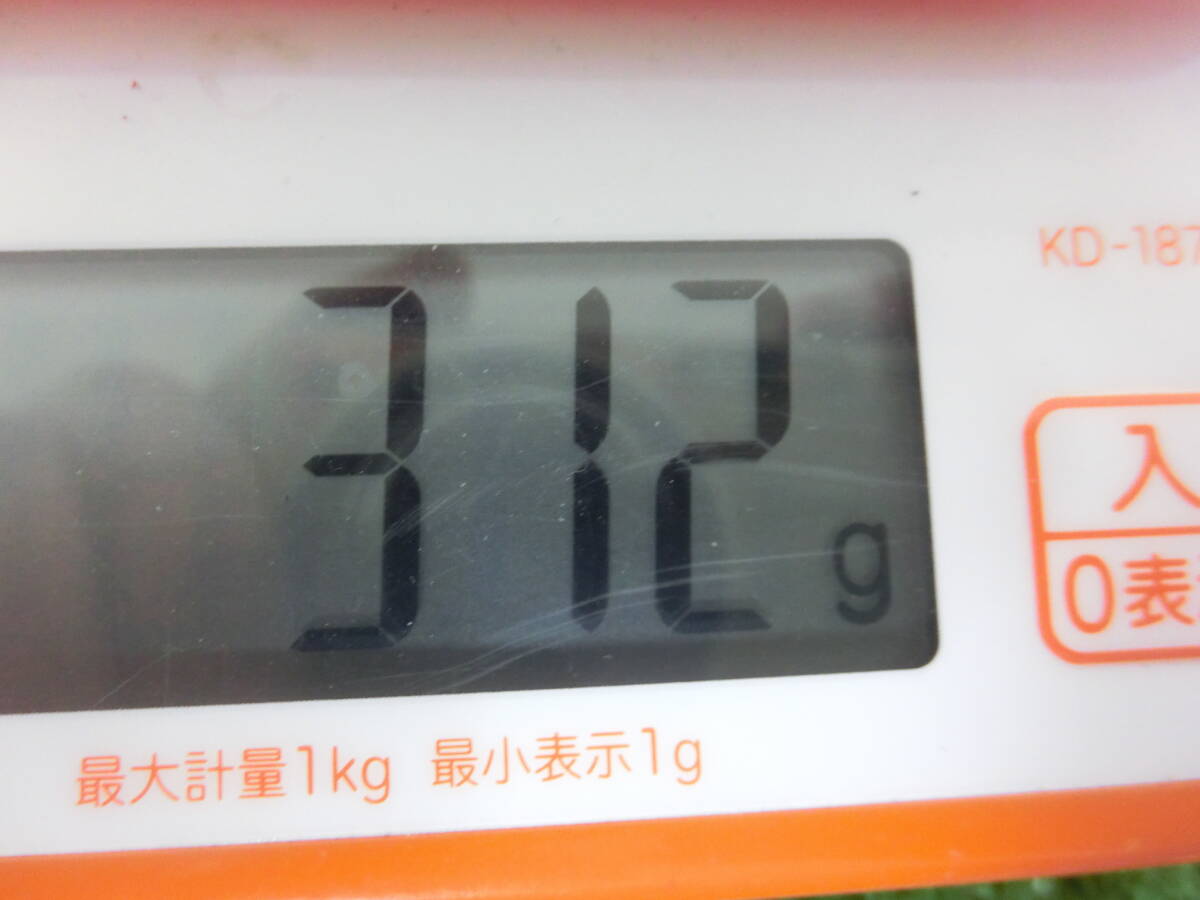 KD-187
312 g
入
0表
最大計量1kg 最小表示1g